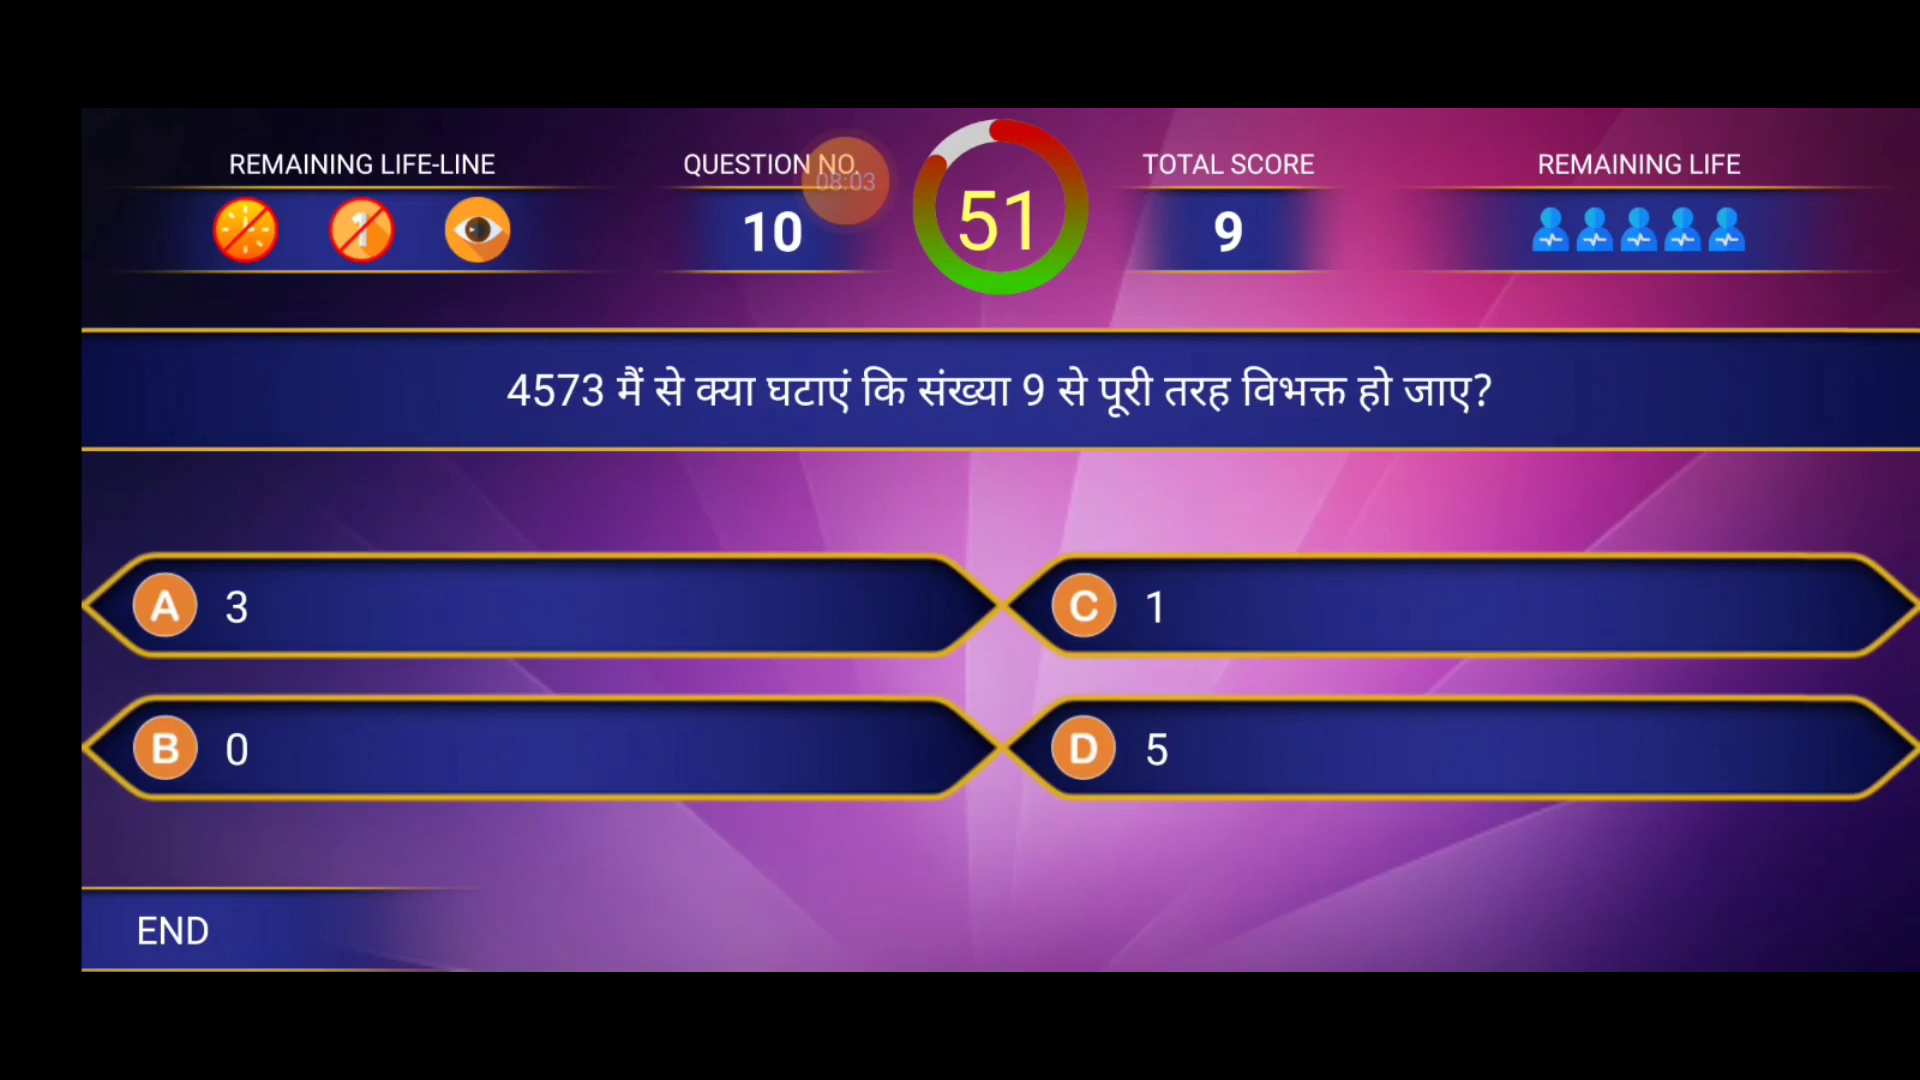 REMAINING LIFE-LINE
QUESTION NO.
08:03
51
TOTAL SCORE
REMAINING LIFE
1
10
9
4573 मैं से क्या घटाएं कि संख्या 9 से पूरी तरह विभक्त हो जाए?
A 3
C 1
B 0
D 5
END